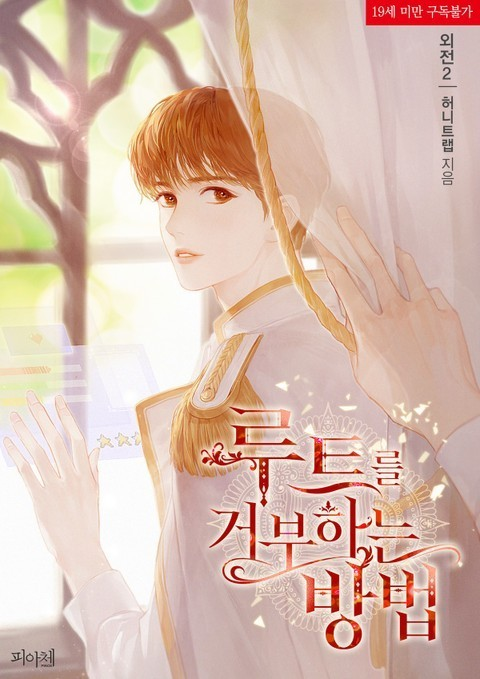 19세 미만 구독불가
외전2 | 허니트랩 지음
루트를
거부하는
방법
피아체